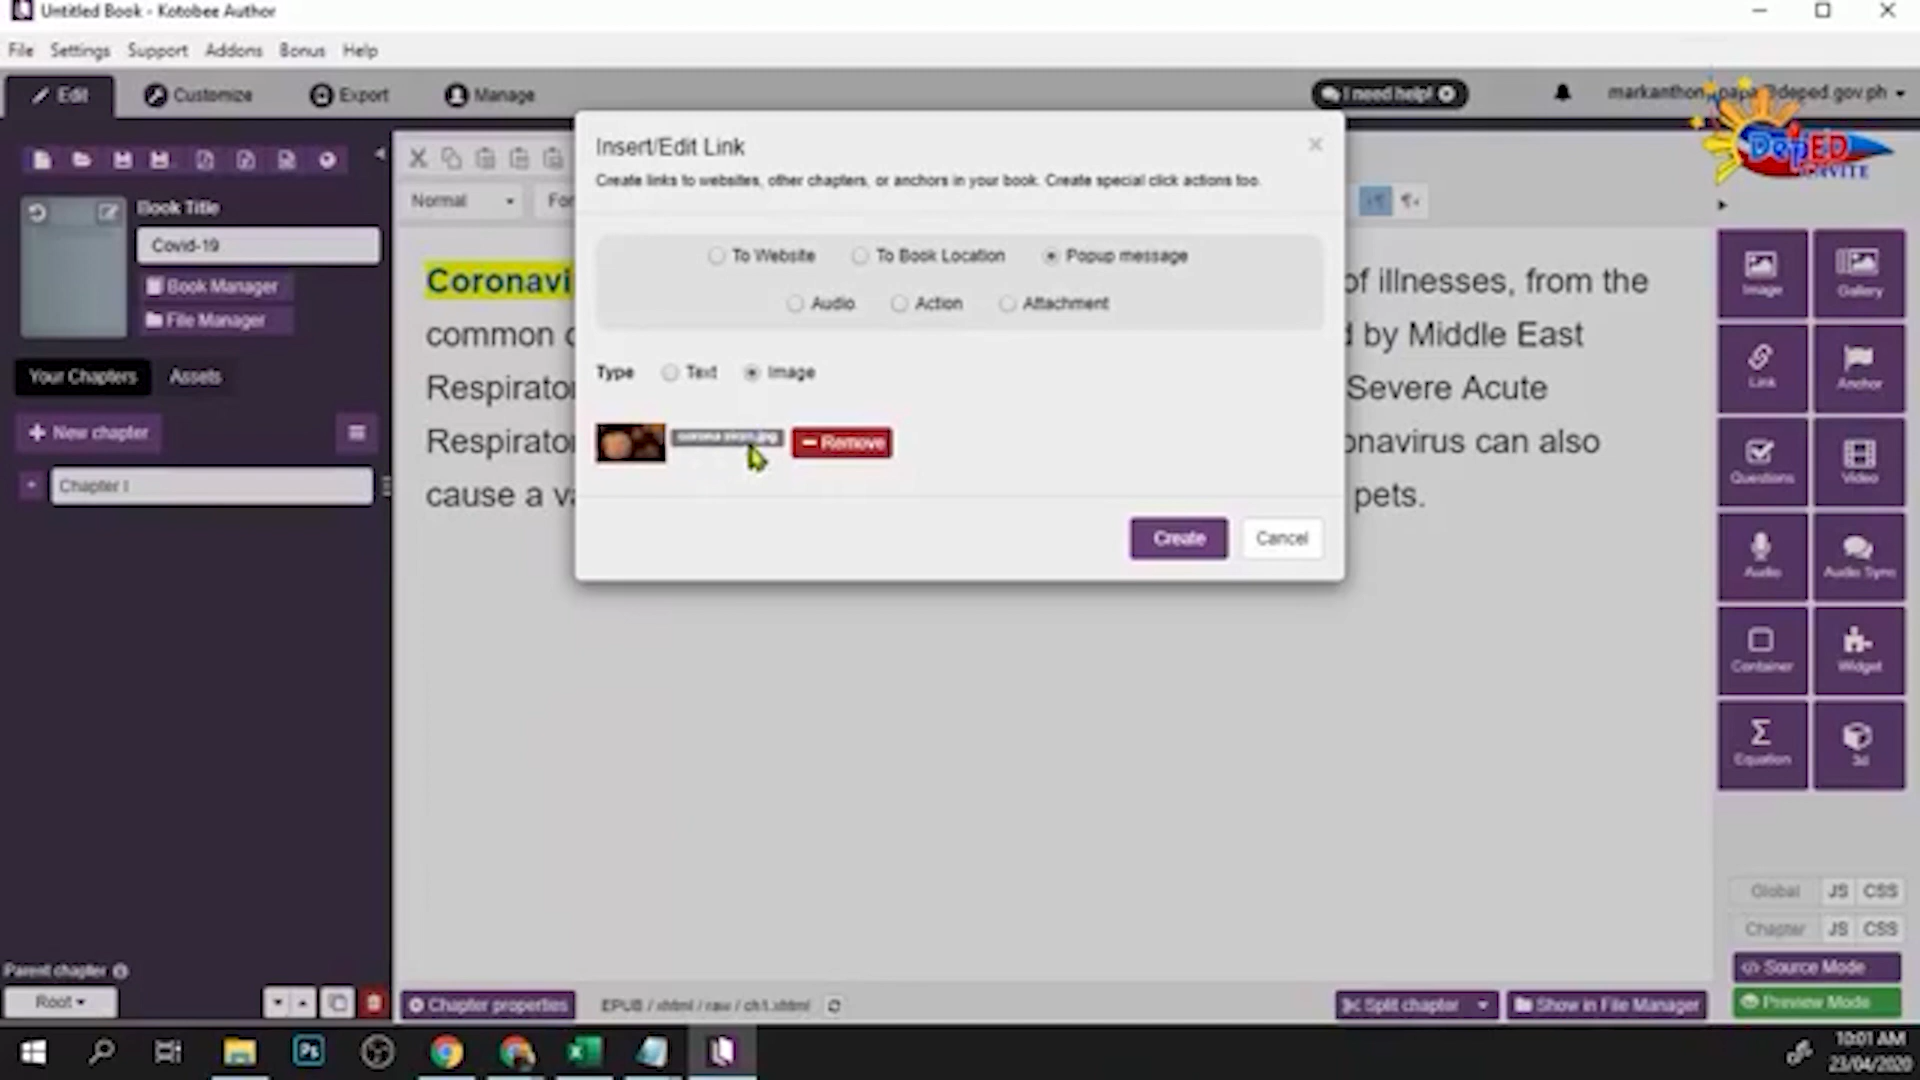 Untitled Book - Kotobee Author
File Settings Support Addons Bonus Help
Edit Customize Export Manage
I need help!
@deped.gov.ph
DepED
CAVITE
Insert/Edit Link
Create links to websites, other chapters, or anchors in your book. Create special click actions too.
To Website To Book Location Popup message
Audio Action Attachment
Type Text Image
Remove
Create Cancel
Book Title
Covid-19
Book Manager
File Manager
Your Chapters Assets
New chapter
Chapter I
Parent chapter
Root
Normal
Coronavi of illnesses, from the
common by Middle East
Respirator Severe Acute
Respirator onavirus can also
cause a va pets.
Image Gallery
Link Anchor
Questions Video
Audio Audio Sync
Container Widget
Equation 3d
Global JS CSS
Chapter JS CSS
Source Mode
Preview Mode
Chapter properties EPUB / xhtml / raw / ch1.xhtml Split chapter Show in File Manager
Ps
10:01 AM
23/04/2020